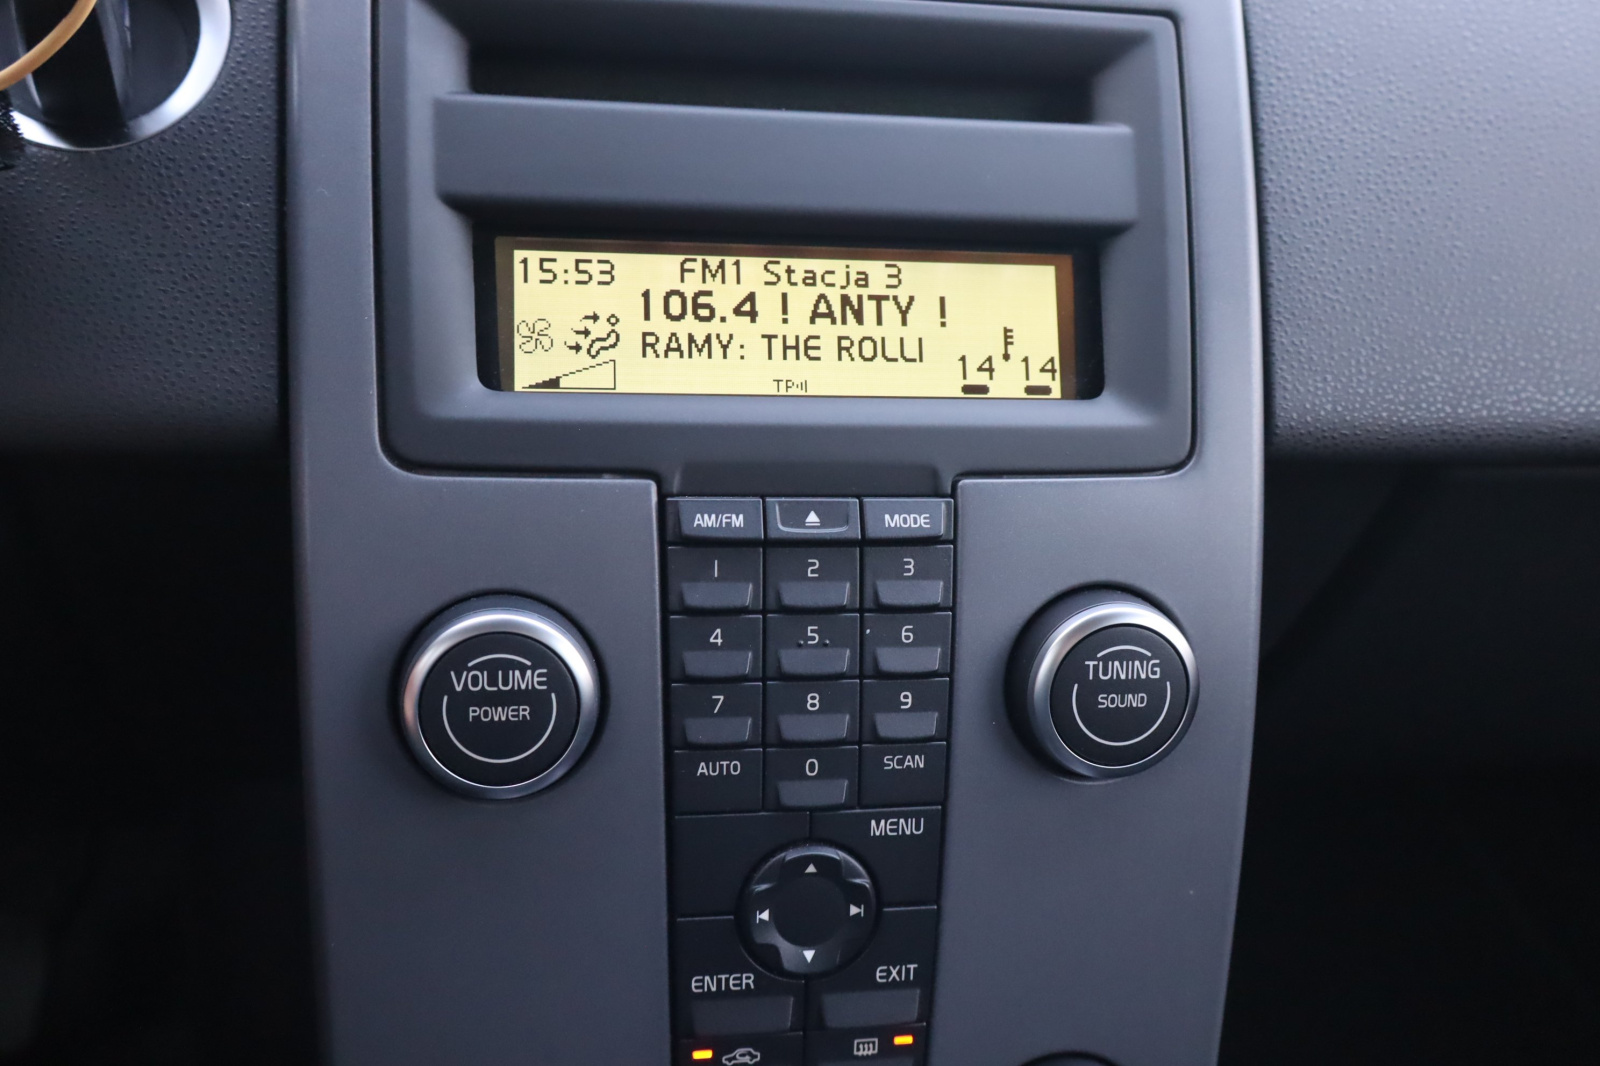 15:53 FM1 Stacja 3
106.4 ! ANTY !
RAMY: THE ROLLI
14 14
TP
AM/FM MODE
1 2 3
4 5 6
7 8 9
AUTO 0 SCAN
VOLUME
POWER
TUNING
SOUND
MENU
ENTER EXIT